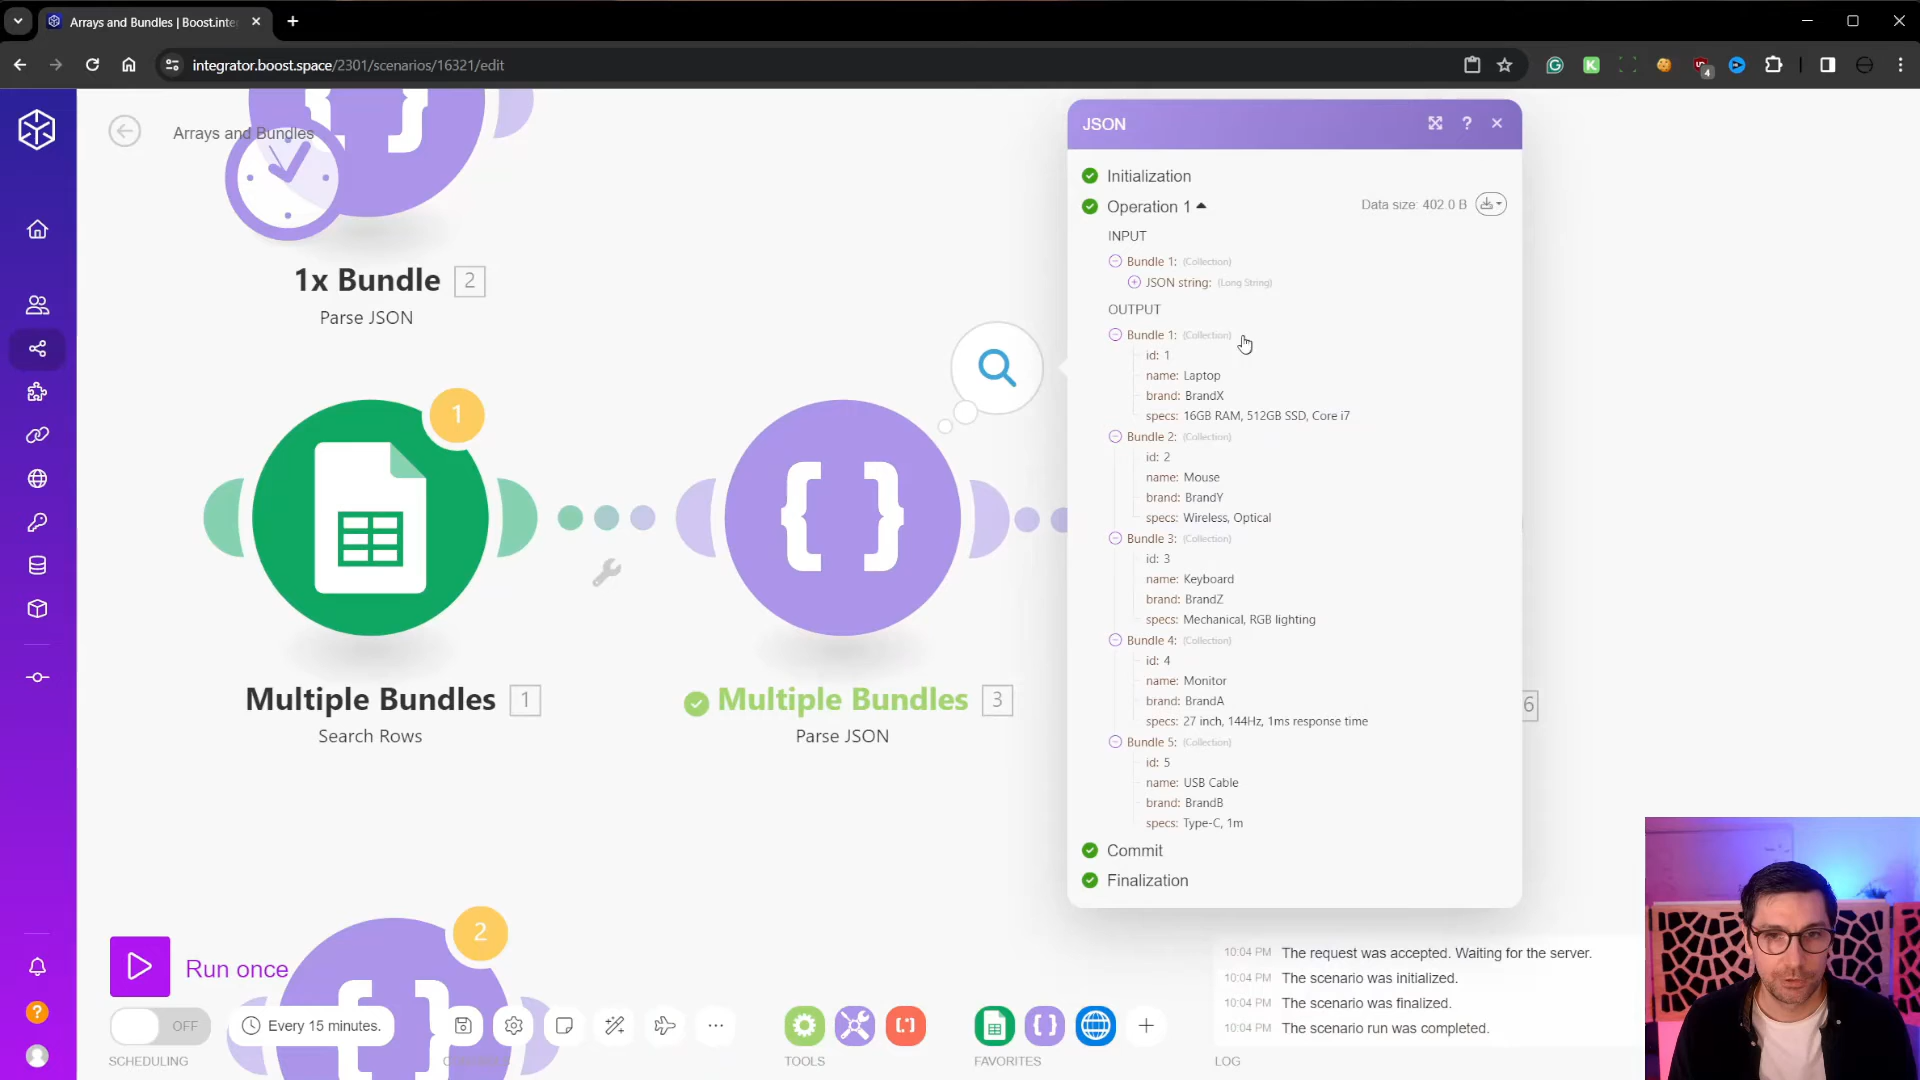 Arrays and Bundles | Boost.inte
integrator.boost.space/2301/scenarios/16321/edit
4
Arrays and Bundles
1x Bundle 2
Parse JSON
1
Multiple Bundles 1
Search Rows
Multiple Bundles 3
Parse JSON
JSON
?
Initialization
Operation 1
Data size: 402.0 B
INPUT
Bundle 1: (Collection)
JSON string: (Long String)
OUTPUT
Bundle 1: (Collection)
id: 1
name: Laptop
brand: BrandX
specs: 16GB RAM, 512GB SSD, Core i7
Bundle 2: (Collection)
id: 2
name: Mouse
brand: BrandY
specs: Wireless, Optical
Bundle 3: (Collection)
id: 3
name: Keyboard
brand: BrandZ
specs: Mechanical, RGB lighting
Bundle 4: (Collection)
id: 4
name: Monitor
brand: BrandA
specs: 27 inch, 144Hz, 1ms response time
Bundle 5: (Collection)
id: 5
name: USB Cable
brand: BrandB
specs: Type-C, 1m
Commit
Finalization
6
2
Run once
OFF
Every 15 minutes.
SCHEDULING
TOOLS
FAVORITES
LOG
10:04 PM The request was accepted. Waiting for the server.
10:04 PM The scenario was initialized.
10:04 PM The scenario was finalized.
10:04 PM The scenario run was completed.